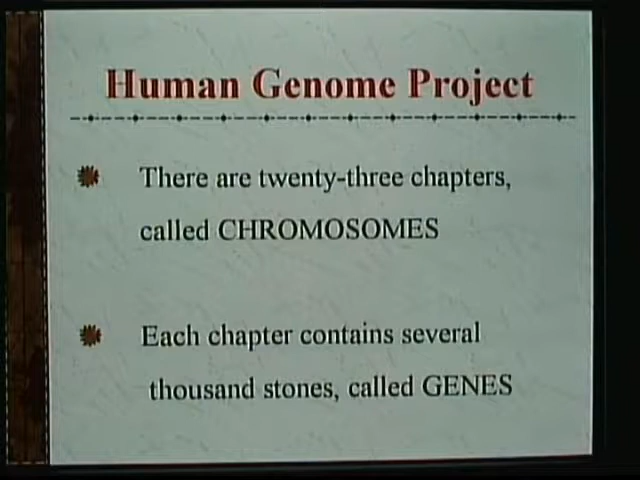 Human Genome Project
There are twenty-three chapters,
called CHROMOSOMES
Each chapter contains several
thousand stones, called GENES